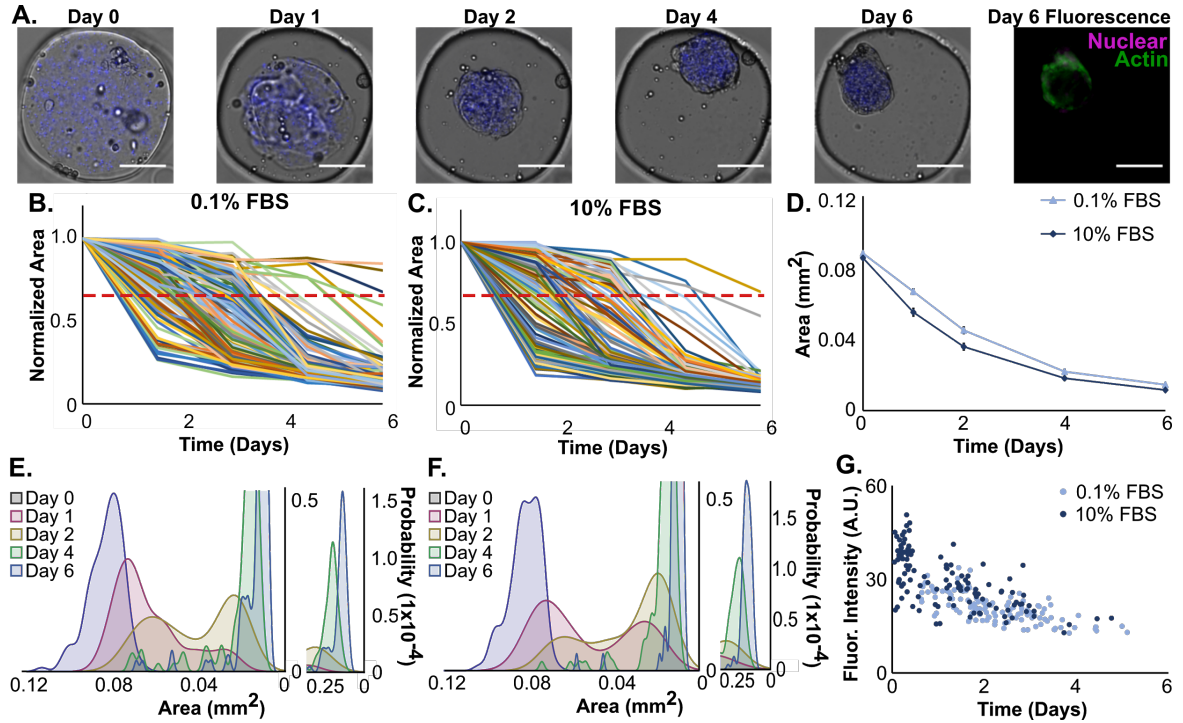 A.
Day 0
Day 1
Day 2
Day 4
Day 6
Day 6 Fluorescence
Nuclear
Actin
B.
0.1% FBS
Normalized Area
1.0
0.5
0
0
2
4
6
Time (Days)
C.
10% FBS
Normalized Area
1.0
0.5
0
0
2
4
6
Time (Days)
D.
0.12
0.08
0.04
0
Area (mm2)
0.1% FBS
10% FBS
0
2
4
6
Time (Days)
E.
Day 0
Day 1
Day 2
Day 4
Day 6
0.12
0.08
0.04
0
Area (mm2)
0.5
0
0.25
0
1.5
1.0
0.5
0
Probability (1x10-4)
F.
Day 0
Day 1
Day 2
Day 4
Day 6
0.12
0.08
0.04
0
Area (mm2)
0.5
0
0.25
0
1.5
1.0
0.5
0
Probability (1x10-4)
G.
60
30
0
Fluor. Intensity (A.U.)
0.1% FBS
10% FBS
0
2
4
6
Time (Days)